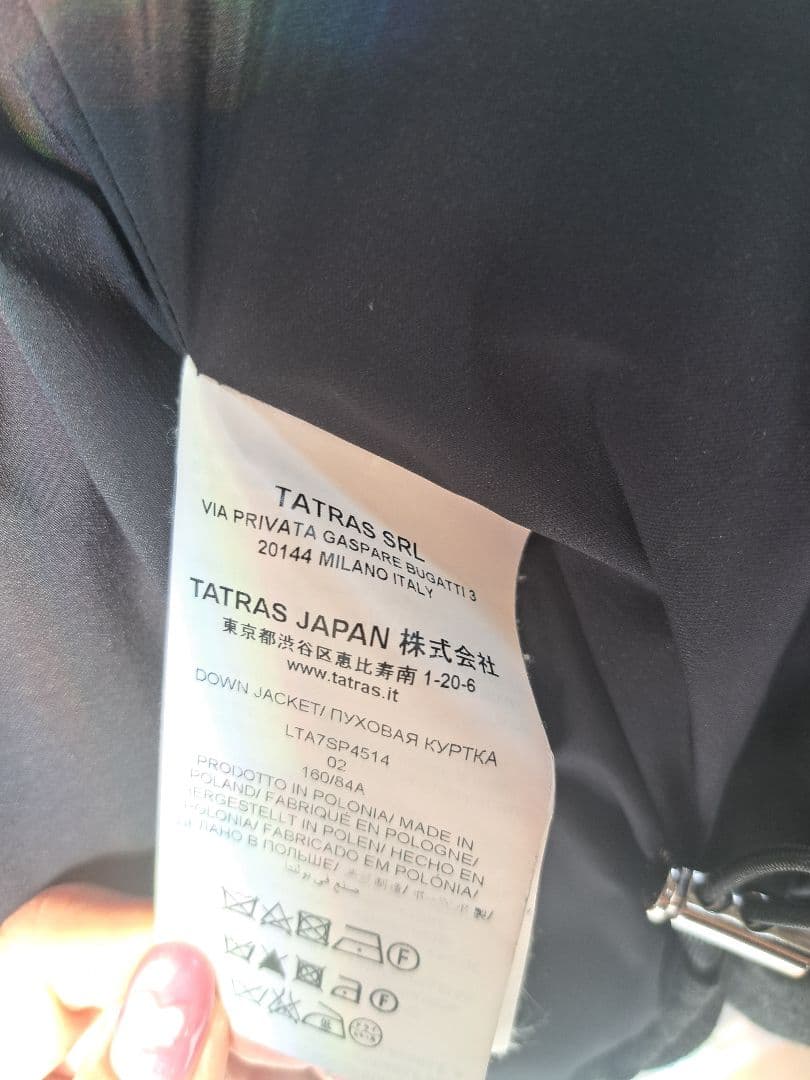 TATRAS SRL
VIA PRIVATA GASPARE BUGATTI 3
20144 MILANO ITALY
TATRAS JAPAN 株式会社
東京都渋谷区恵比寿南 1-20-6
www.tatras.it
DOWN JACKET/ ПУХОВАЯ КУРТКА
LTA7SP4514
02
160/84A
PRODOTTO IN POLONIA/ MADE IN
POLAND/ FABRIQUÉ EN POLOGNE/
HERGESTELLT IN POLEN/ HECHO EN
POLONIA/ FABRICADO EM POLÓNIA/
В ПОЛЬШЕ/
صنع في بولندا
F
F